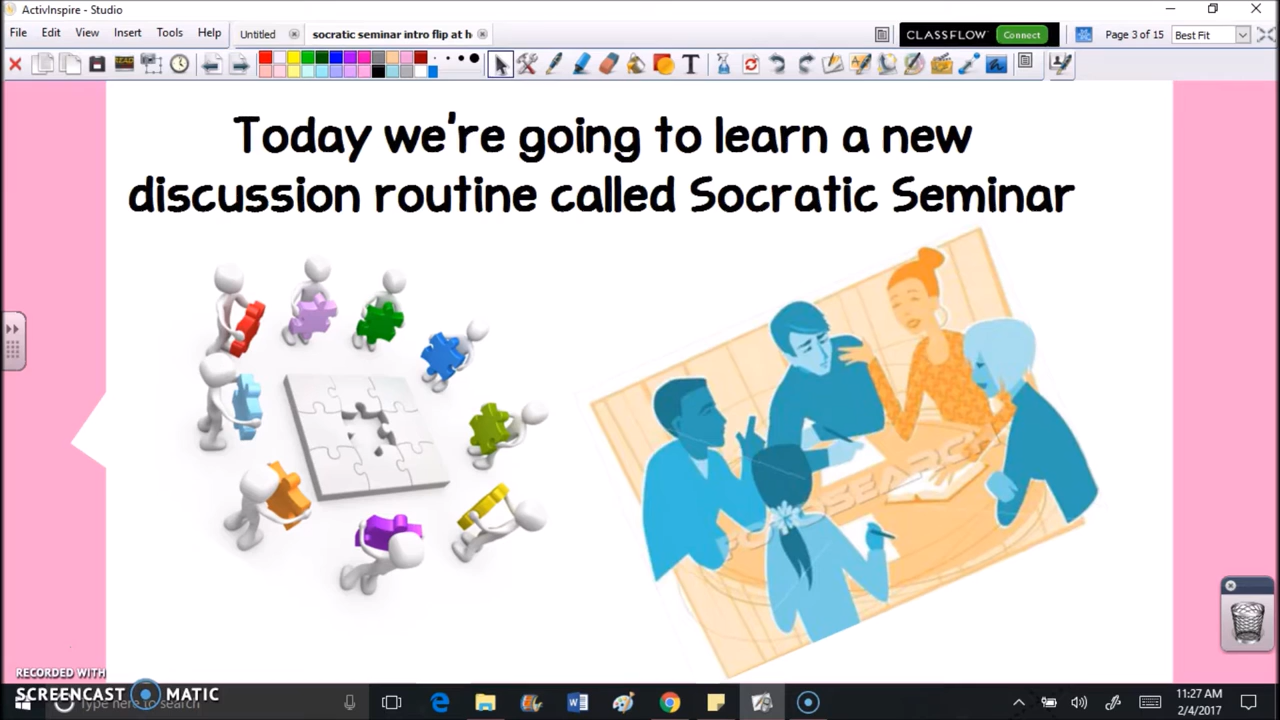 ActivInspire - Studio
File Edit View Insert Tools Help
Untitled
socratic seminar intro flip at h
CLASSFLOW Connect
Page 3 of 15
Best Fit
Today we're going to learn a new
discussion routine called Socratic Seminar
FOTOSEARCH
RECORDED WITH
SCREENCAST MATIC
Type here to search
11:27 AM
2/4/2017